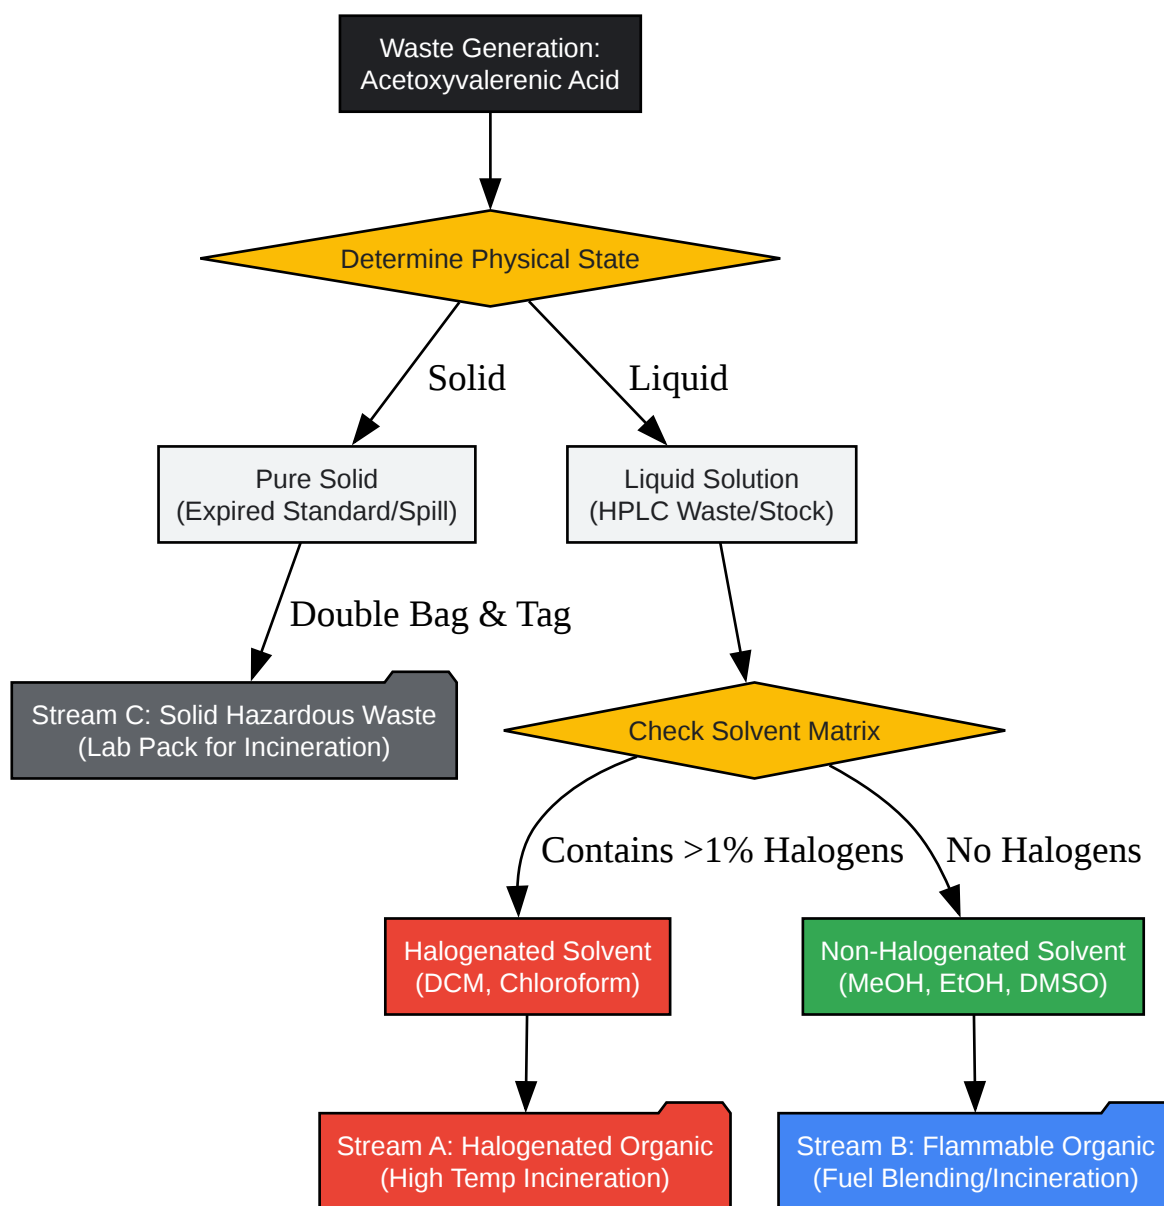 Waste Generation:
Acetoxyvalerenic Acid
Determine Physical State
Solid
Liquid
Pure Solid
(Expired Standard/Spill)
Liquid Solution
(HPLC Waste/Stock)
Double Bag & Tag
Stream C: Solid Hazardous Waste
(Lab Pack for Incineration)
Check Solvent Matrix
Contains >1% Halogens
No Halogens
Halogenated Solvent
(DCM, Chloroform)
Non-Halogenated Solvent
(MeOH, EtOH, DMSO)
Stream A: Halogenated Organic
(High Temp Incineration)
Stream B: Flammable Organic
(Fuel Blending/Incineration)